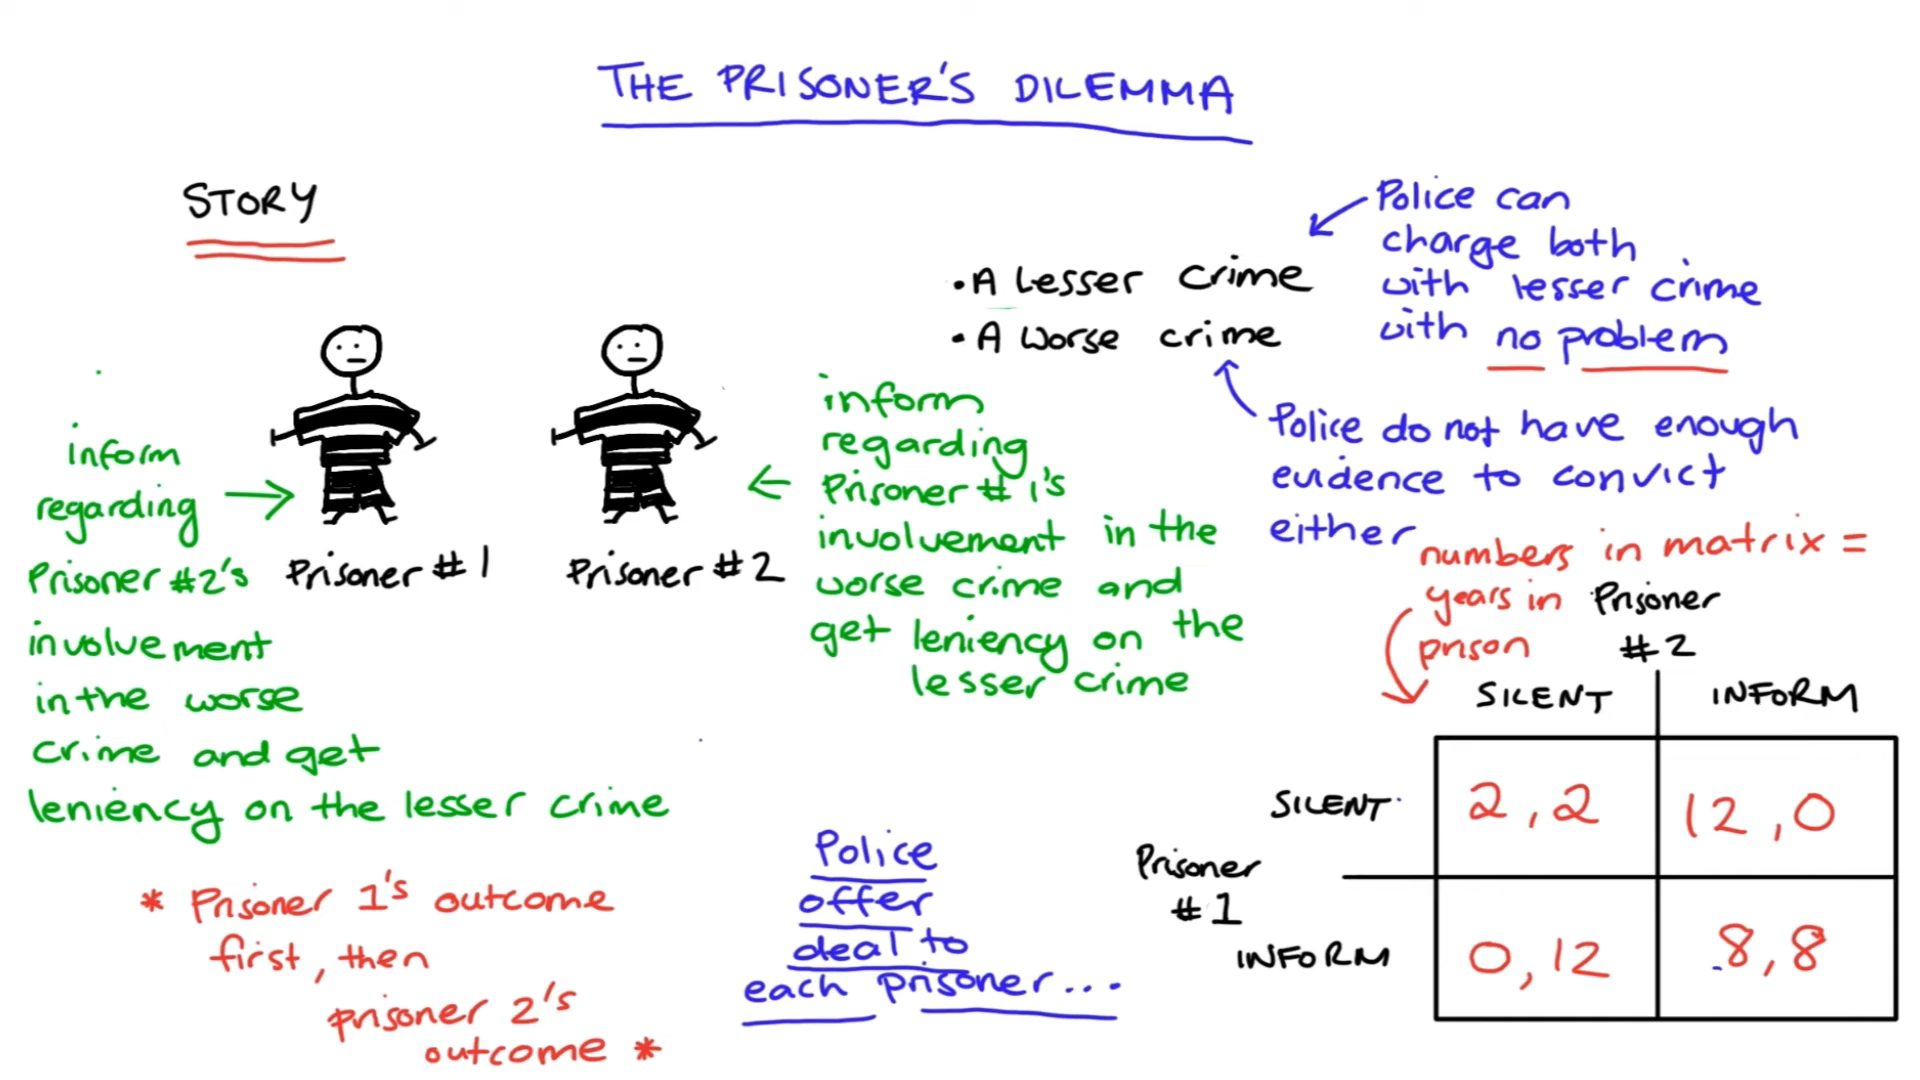 THE PRISONER'S DILEMMA
STORY
Police can
charge both
with lesser crime
with no problem
• A Lesser crime
• A Worse crime
Police do not have enough
evidence to convict
either
inform
regarding
Prisoner #2's
involvement
in the worse
crime and get
leniency on the lesser crime
Prisoner #1
Prisoner #2
inform
regarding
Prisoner #1's
involvement in the
worse crime and
get leniency on the
lesser crime
numbers in matrix =
years in
prison
Prisoner
#2
SILENT INFORM
SILENT 2,2 12,0
Prisoner
#1
INFORM 0,12 8,8
Police
offer
deal to
each prisoner...
* Prisoner 1's outcome
first, then
prisoner 2's
outcome *